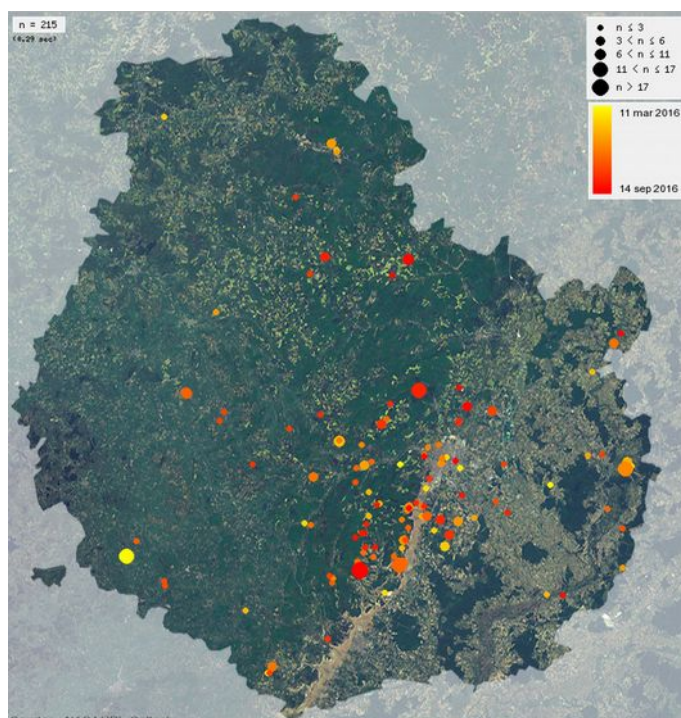 n = 215
(0.29 sec)
n ≤ 3
3 < n ≤ 6
6 < n ≤ 11
11 < n ≤ 17
n > 17
11 mar 2016
14 sep 2016